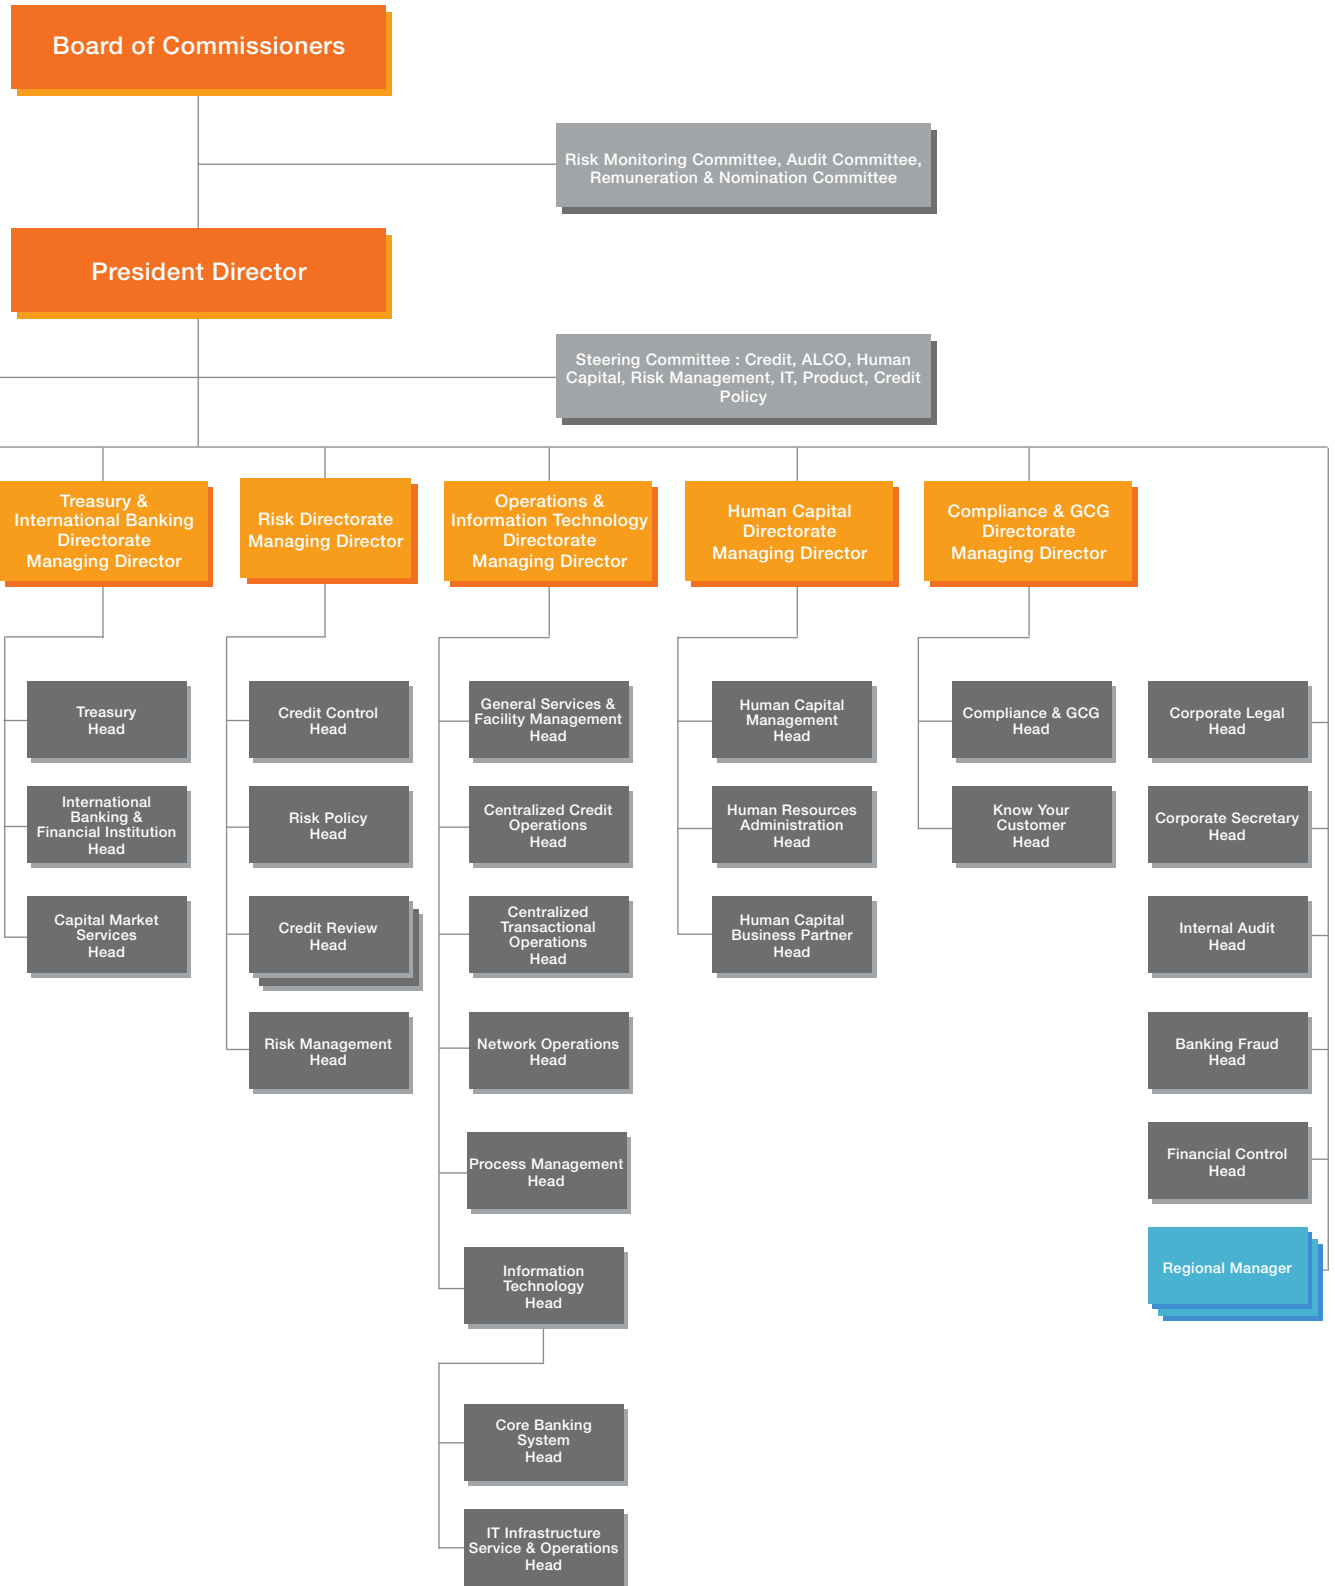 Board of Commissioners
Risk Monitoring Committee, Audit Committee,
Remuneration & Nomination Committee
President Director
Steering Committee : Credit, ALCO, Human
Capital, Risk Management, IT, Product, Credit
Policy
Treasury &
International Banking
Directorate
Managing Director
Risk Directorate
Managing Director
Operations &
Information Technology
Directorate
Managing Director
Human Capital
Directorate
Managing Director
Compliance & GCG
Directorate
Managing Director
Treasury
Head
International
Banking &
Financial Institution
Head
Capital Market
Services
Head
Credit Control
Head
Risk Policy
Head
Credit Review
Head
Risk Management
Head
General Services &
Facility Management
Head
Centralized Credit
Operations
Head
Centralized
Transactional
Operations
Head
Network Operations
Head
Process Management
Head
Information
Technology
Head
Core Banking
System
Head
IT Infrastructure
Service & Operations
Head
Human Capital
Management
Head
Human Resources
Administration
Head
Human Capital
Business Partner
Head
Compliance & GCG
Head
Know Your
Customer
Head
Corporate Legal
Head
Corporate Secretary
Head
Internal Audit
Head
Banking Fraud
Head
Financial Control
Head
Regional Manager